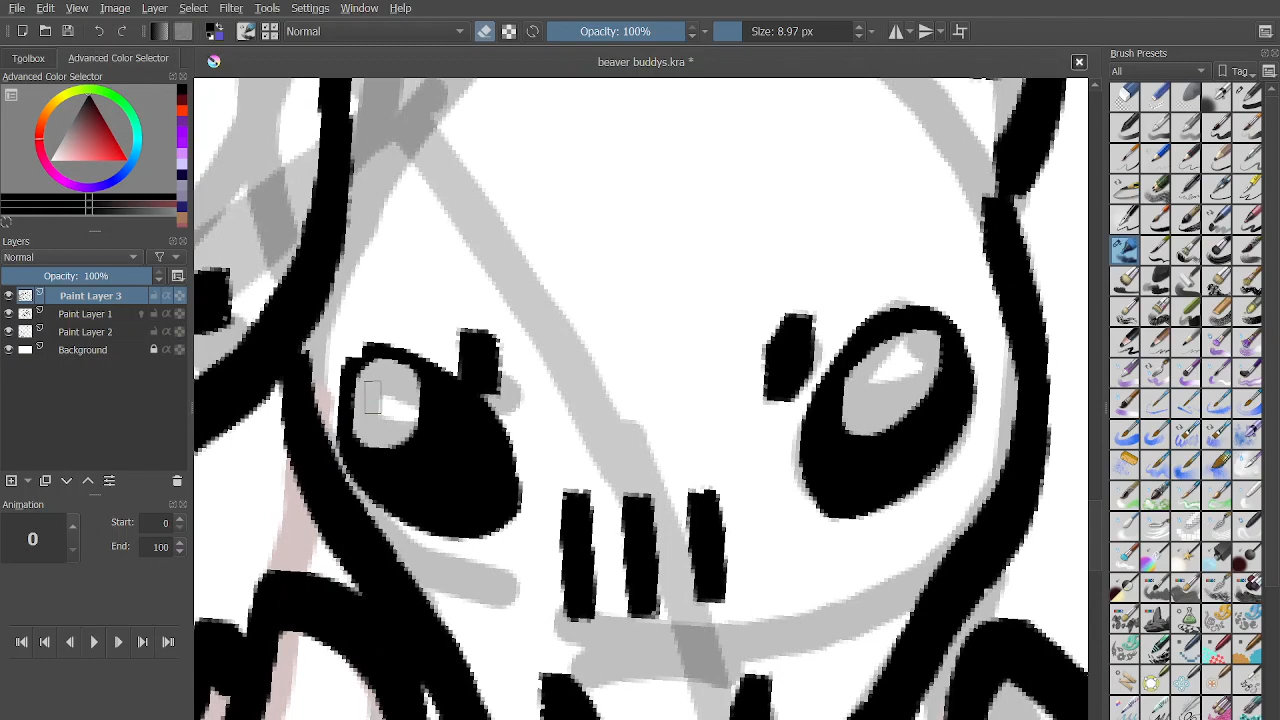 File Edit View Image Layer Select Filter Tools Settings Window Help
Normal Opacity: 100% Size: 8.97 px
Toolbox Advanced Color Selector beaver buddys.kra * Brush Presets
Advanced Color Selector
All Tag
Layers
Normal
Opacity: 100%
Paint Layer 3
Paint Layer 1
Paint Layer
Background
Animation
0 Start: 0
End: 100